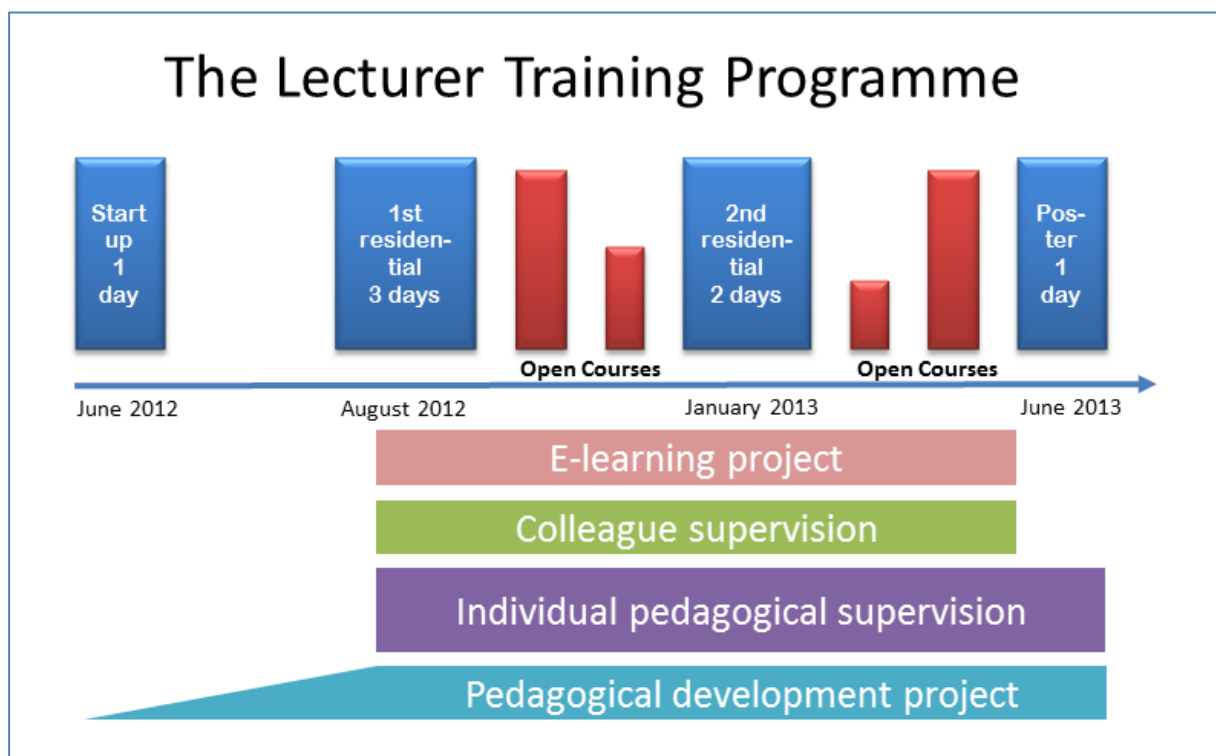 The Lecturer Training Programme
Start
up
1
day
1st
residen-
tial
3 days
2nd
residen-
tial
2 days
Pos-
ter
1
day
Open Courses
Open Courses
June 2012
August 2012
January 2013
June 2013
E-learning project
Colleague supervision
Individual pedagogical supervision
Pedagogical development project